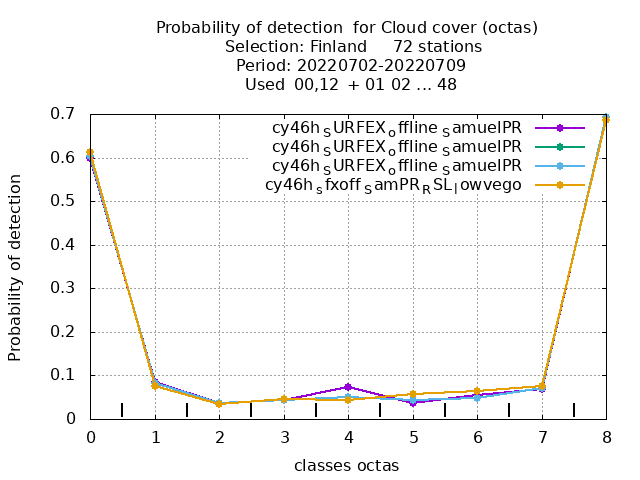 Probability of detection  for Cloud cover (octas)
Selection: Finland     72 stations
Period: 20220702-20220709
Used  00,12  + 01 02 ... 48
cy46h_SURFEX_offline_SamuelPR
cy46h_SURFEX_offline_SamuelPR
cy46h_SURFEX_offline_SamuelPR
cy46h_sfxoff_SamPR_RSL_lowvego
Probability of detection
0.7
0.6
0.5
0.4
0.3
0.2
0.1
0
0 1 2 3 4 5 6 7 8
classes octas